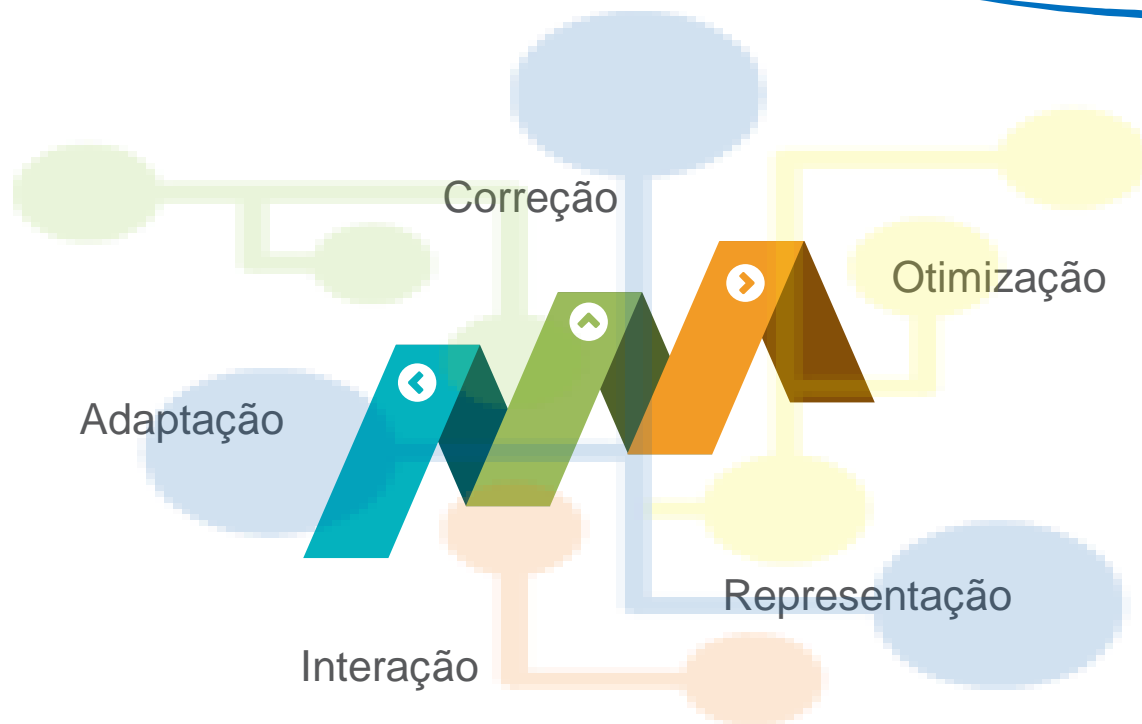 Correção
Otimização
Adaptação
Representação
Interação